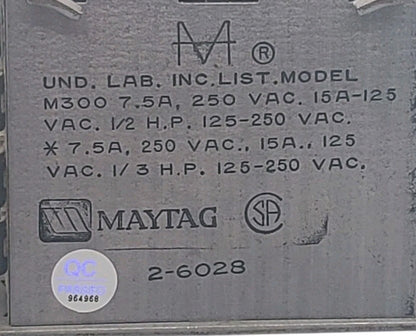 M ®
UND. LAB. INC. LIST. MODEL
M300 7.5A, 250 VAC. 15A-125
VAC. 1/2 H.P. 125-250 VAC.
* 7.5A, 250 VAC., 15A., 125
VAC. 1/3 H.P. 125-250 VAC.
MAYTAG SA
2-6028
QC
964968